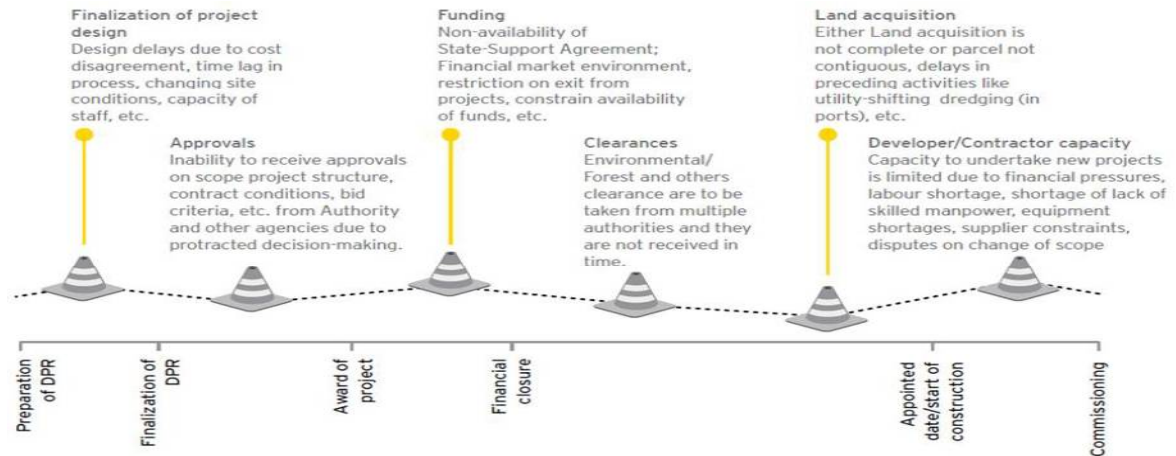 Finalization of project
design
Design delays due to cost
disagreement, time lag in
process, changing site
conditions, capacity of
staff, etc.
Approvals
Inability to receive approvals
on scope project structure,
contract conditions, bid
criteria, etc. from Authority
and other agencies due to
protracted decision-making.
Funding
Non-availability of
State-Support Agreement;
Financial market environment,
restriction on exit from
projects, constrain availability
of funds, etc.
Clearances
Environmental/
Forest and others
clearance are to be
taken from multiple
authorities and they
are not received in
time.
Land acquisition
Either Land acquisition is
not complete or parcel not
contiguous, delays in
preceding activities like
utility-shifting dredging (in
ports), etc.
Developer/Contractor capacity
Capacity to undertake new projects
is limited due to financial pressures,
labour shortage, shortage of lack of
skilled manpower, equipment
shortages, supplier constraints,
disputes on change of scope
Preparation
of DPR
Finalization of
DPR
Award of
project
Financial
closure
Appointed
date/start of
construction
Commissioning